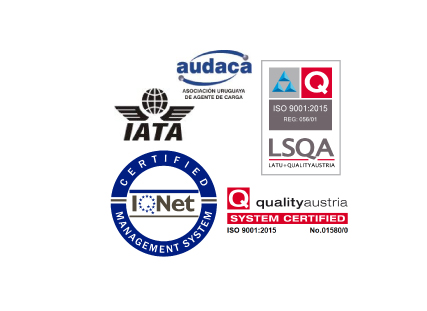 audaca
ASOCIACIÓN URUGUAYA
DE AGENTE DE CARGA
IATA
ISO 9001:2015
REG: 056/01
LSQA
LATU+QUALITYAUSTRIA
CERTIFIED
IQNet
MANAGEMENT SYSTEM
Q qualityaustria
SYSTEM CERTIFIED
ISO 9001:2015 No.01580/0